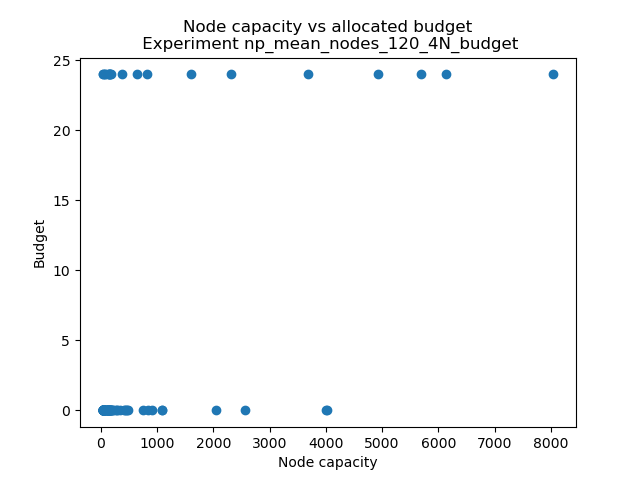 Node capacity vs allocated budget
Experiment np_mean_nodes_120_4N_budget
25
20
15
10
5
0
Budget
0 1000 2000 3000 4000 5000 6000 7000 8000
Node capacity